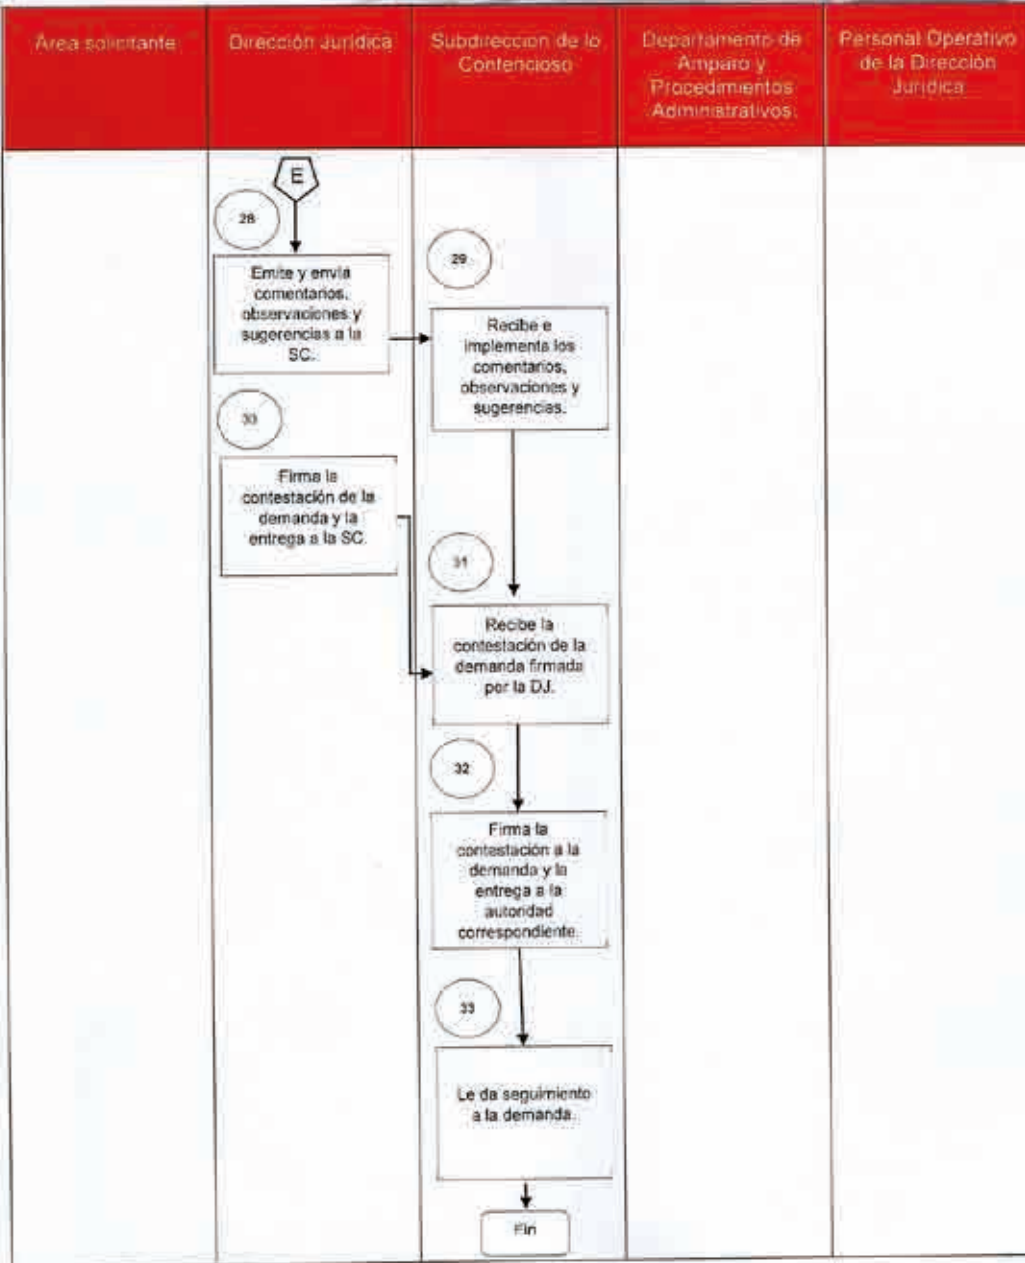 Área solicitante
Dirección Jurídica
Subdirección de lo
Contencioso
Departamento de
Amparo y
Procedimientos
Administrativos.
Personal Operativo
de la Dirección
Jurídica
E
28
Emite y envía
comentarios,
observaciones y
sugerencias a la
SC.
29
Recibe e
implementa los
comentarios,
observaciones y
sugerencias.
30
Firma la
contestación de la
demanda y la
entrega a la SC.
31
Recibe la
contestación de la
demanda firmada
por la DJ.
32
Firma la
contestación a la
demanda y la
entrega a la
autoridad
correspondiente.
33
Le da seguimiento
a la demanda.
Fin